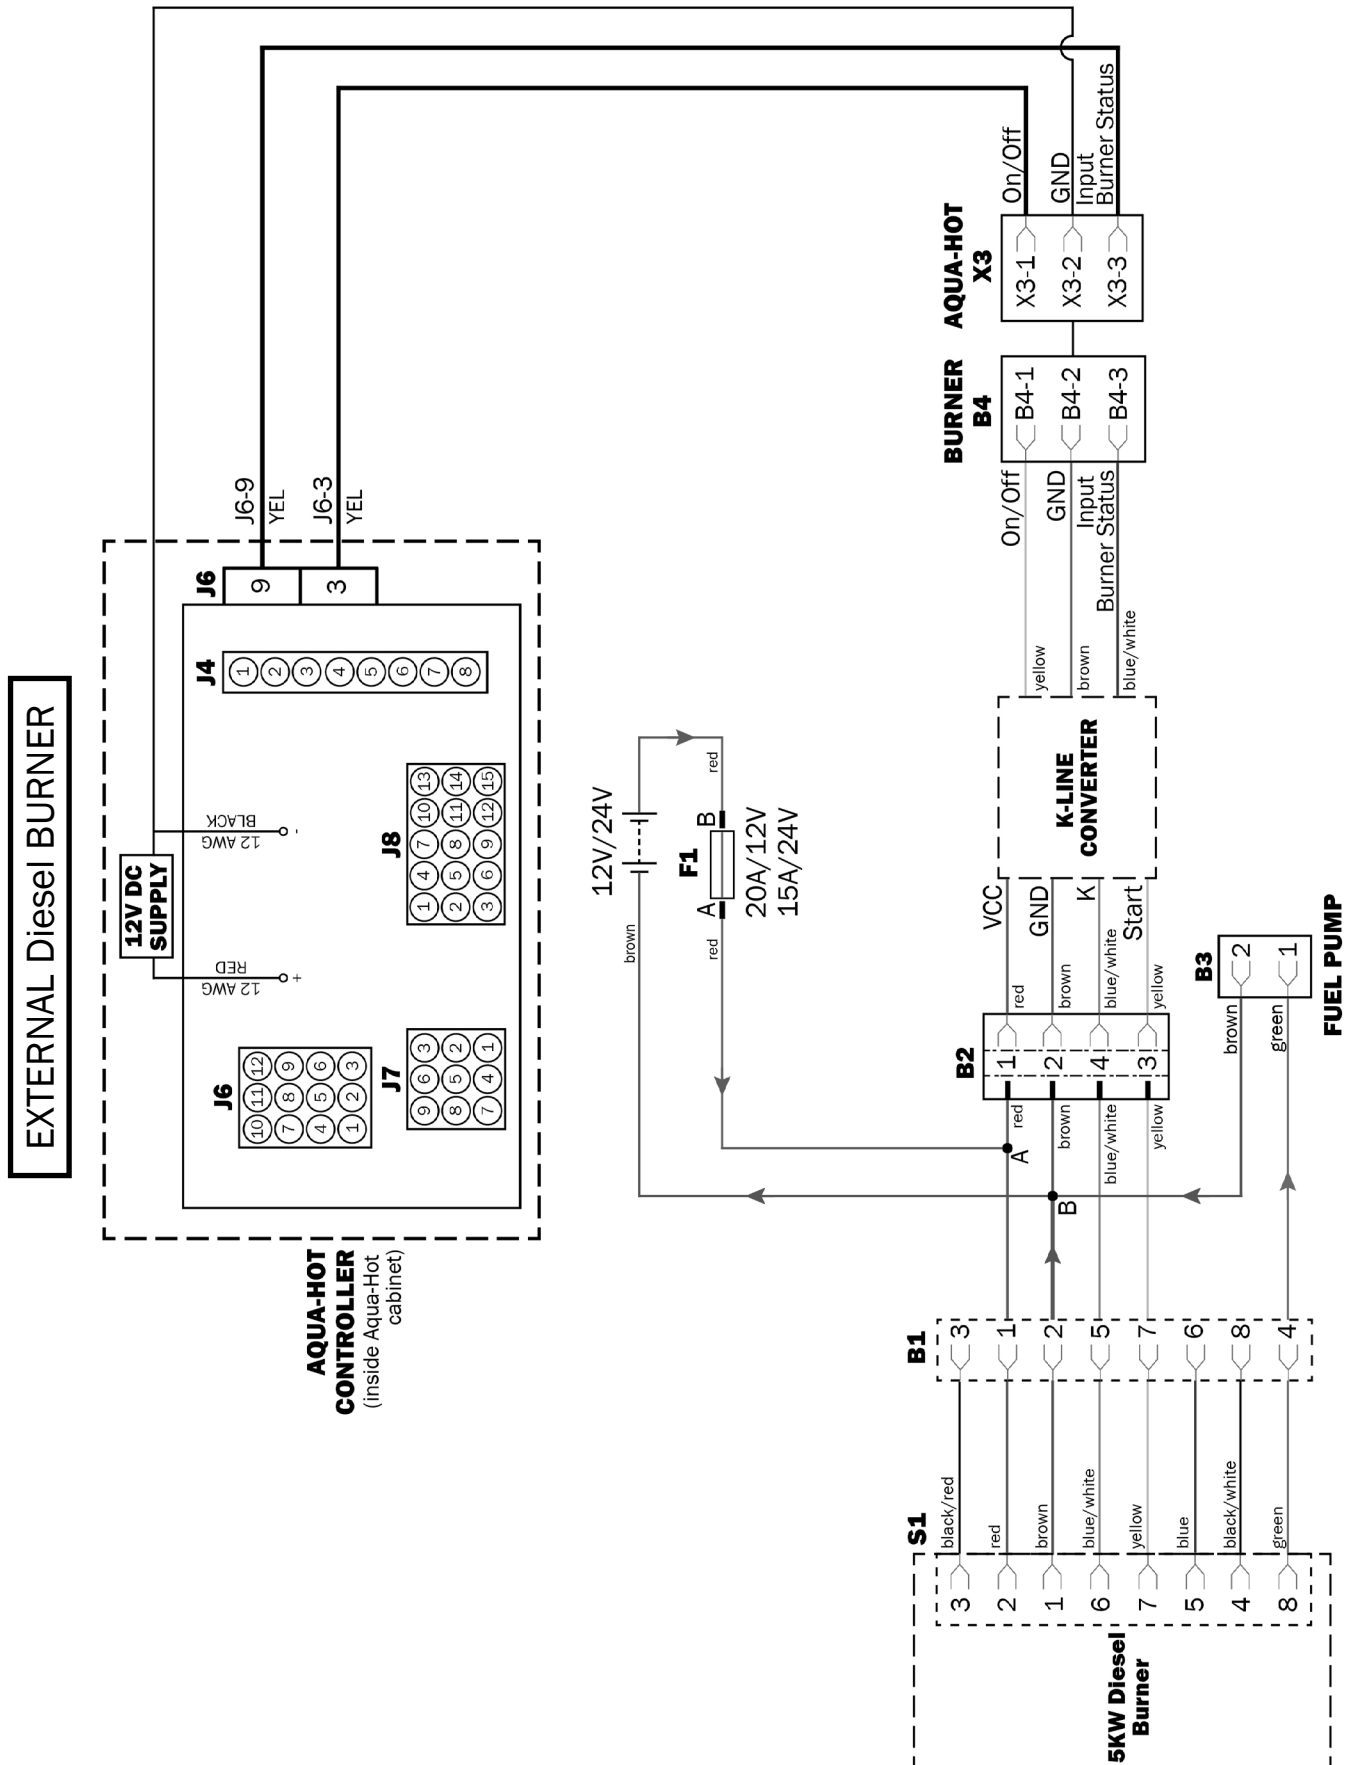 EXTERNAL Diesel BURNER
AQUA-HOT
CONTROLLER
(inside Aqua-Hot
cabinet)
12V DC
SUPPLY
RED
12 AWG
+
BLACK
12 AWG
-
J6
10 11 12
7 8 9
4 5 6
1 2 3
J7
9 6 3
8 5 2
7 4 1
J8
1 4 7 10 13
2 5 8 11 14
3 6 9 12 15
J4
1
2
3
4
5
6
7
8
J6
9
3
J6-9
YEL
J6-3
YEL
12V/24V
brown
red
A F1 B
red
20A/12V
15A/24V
S1
5KW Diesel
Burner
3 black/red
2 red
1 brown
6 blue/white
7 yellow
5 blue
4 black/white
8 green
B1
3
1
2
5
7
6
8
4
A
B
red
brown
blue/white
yellow
B2
1
2
4
3
red
brown
blue/white
yellow
VCC
GND
K
Start
B3
brown 2
green 1
FUEL PUMP
K-LINE
CONVERTER
yellow
brown
blue/white
On/Off
GND
Input
Burner Status
BURNER
B4
B4-1
B4-2
B4-3
AQUA-HOT
X3
X3-1
X3-2
X3-3
On/Off
GND
Input
Burner Status